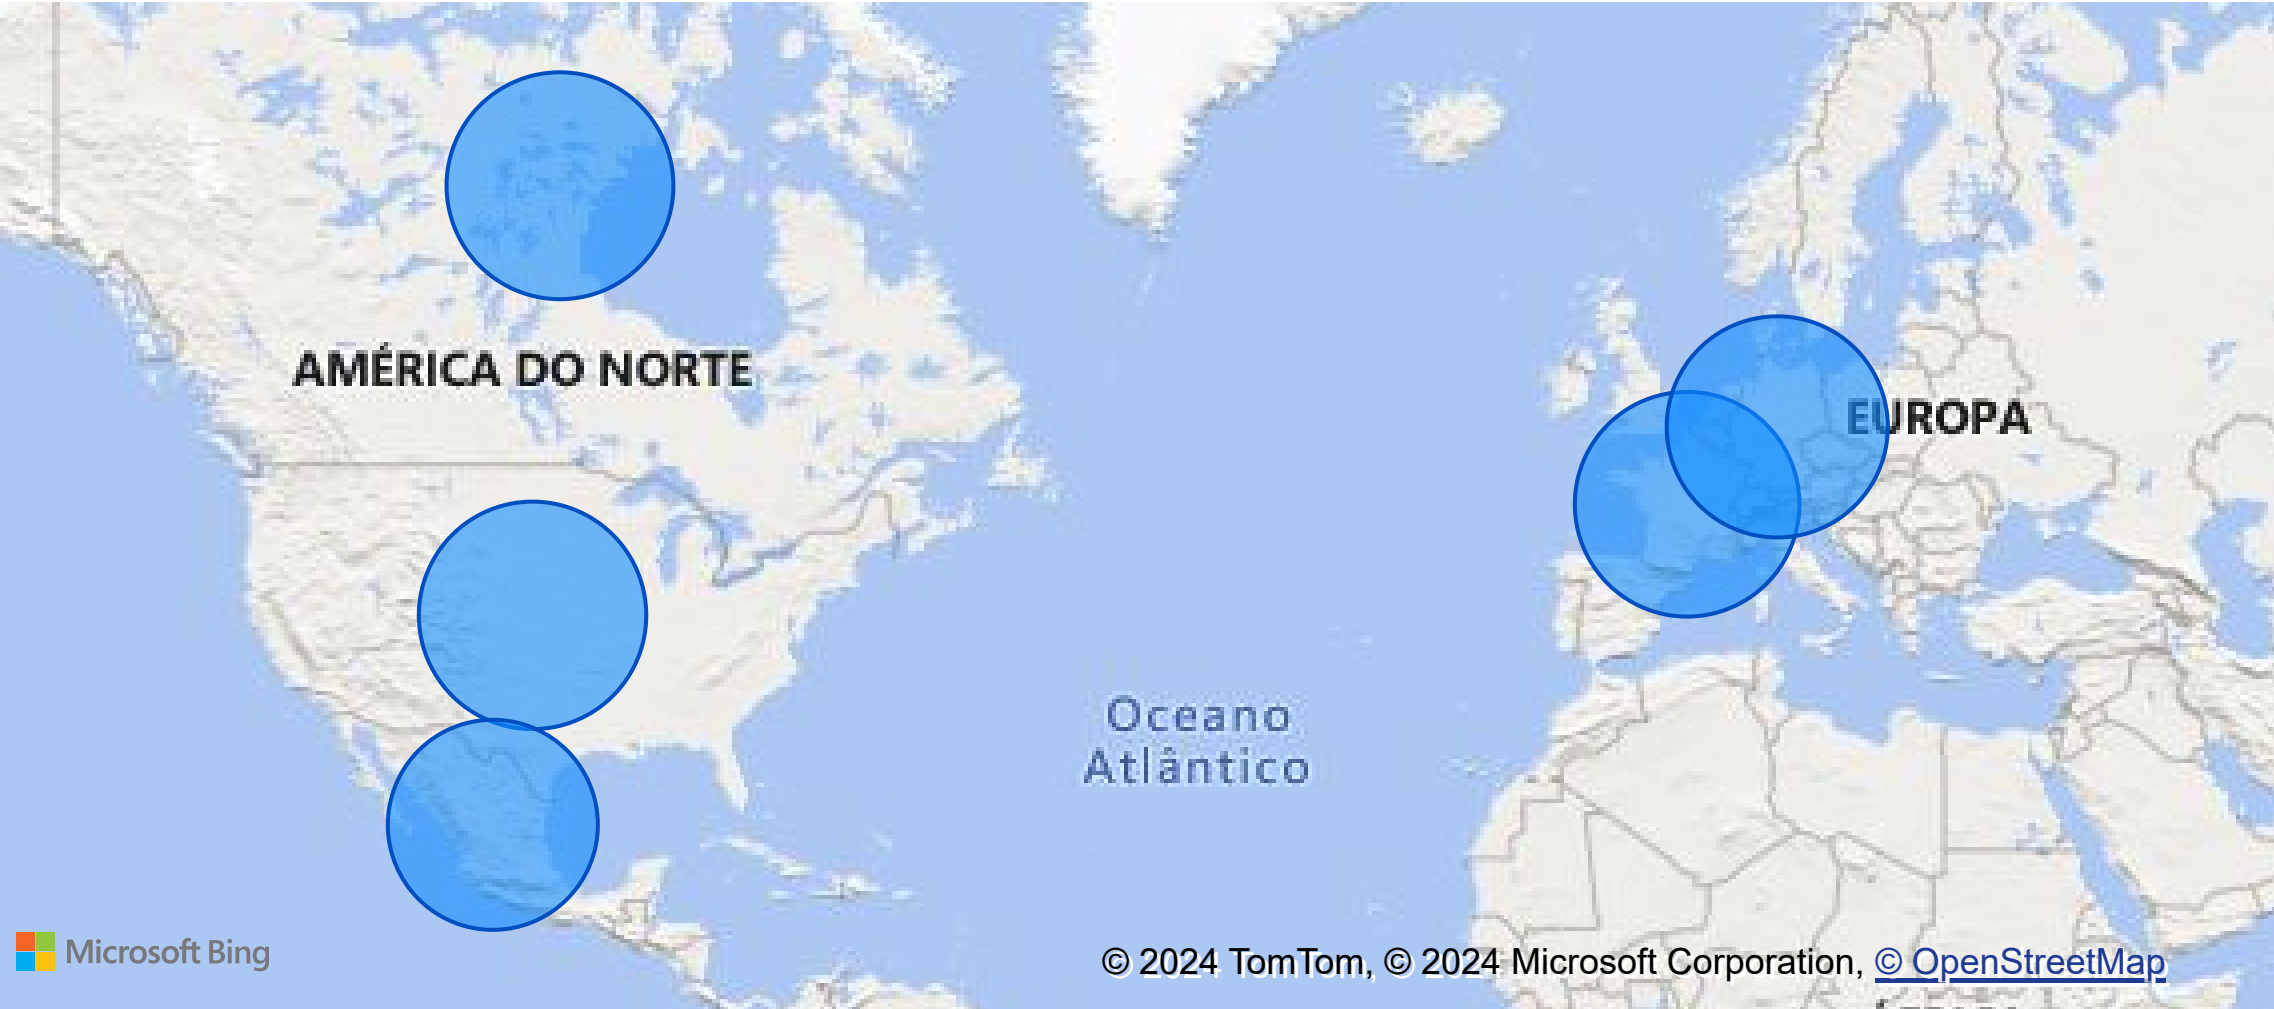 AMÉRICA DO NORTE
EUROPA
Oceano
Atlântico
Microsoft Bing
© 2024 TomTom, © 2024 Microsoft Corporation, © OpenStreetMap